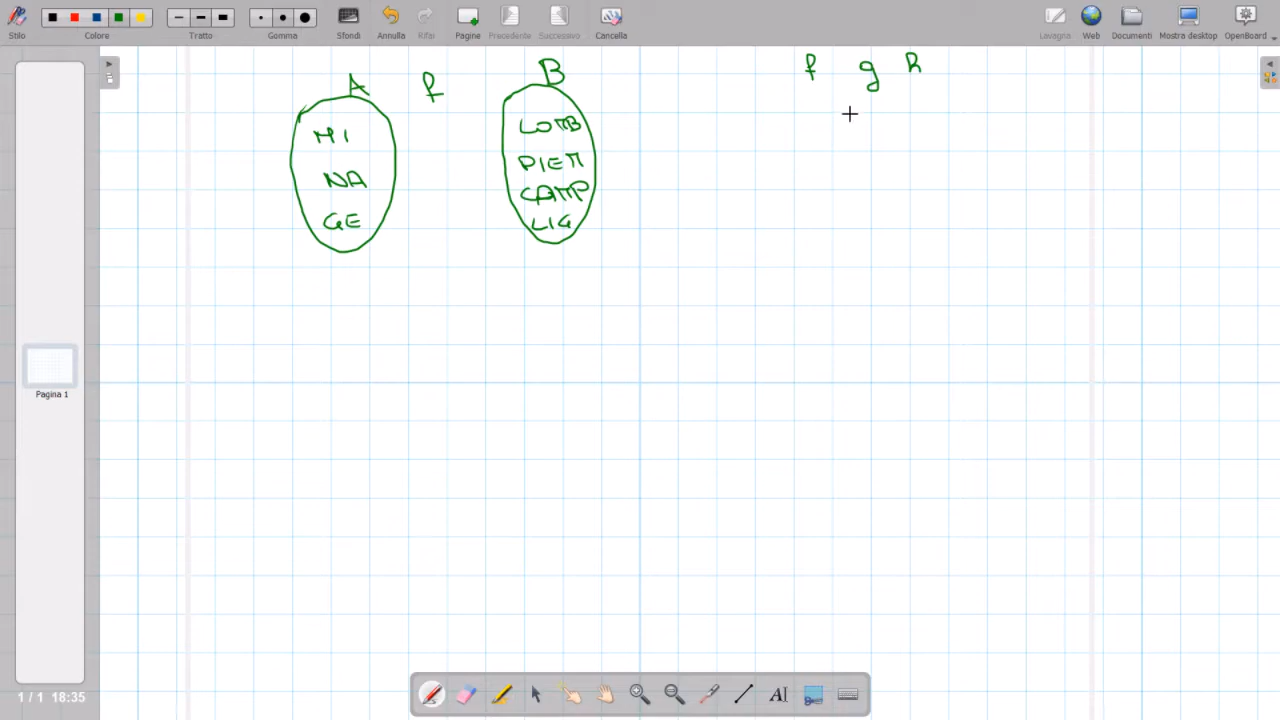 Stilo Colore Tratto Gomma Sfondi Annulla Rifai Pagine Precedente Successivo Cancella Lavagna Web Documenti Mostra desktop OpenBoard
A f B
f g h
MI
NA
GE
LOMB
PIEM
CAMP
LIG
Pagina 1
1 / 1 18:35
AI